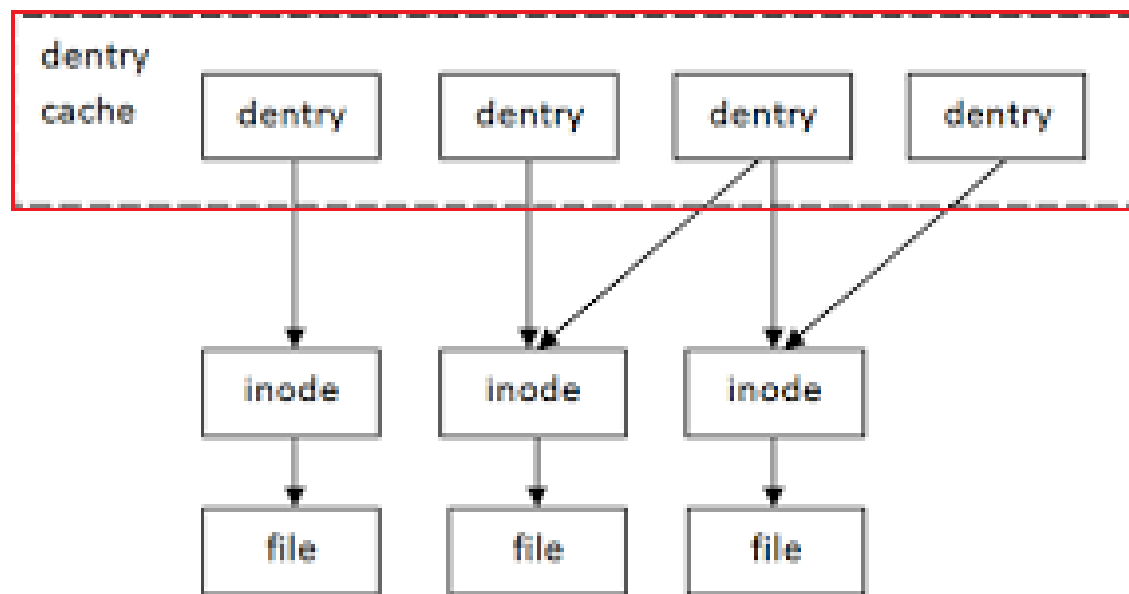 dentry
cache
dentry dentry dentry dentry
inode inode inode
file file file